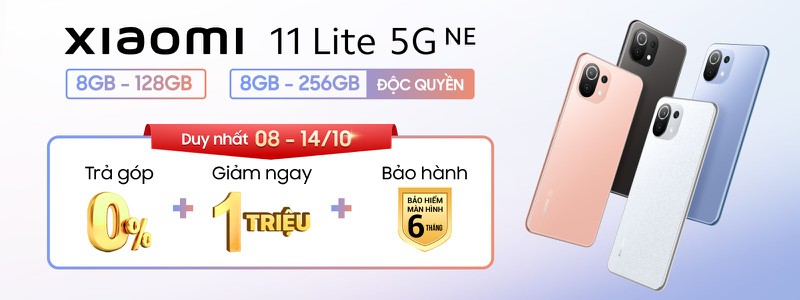 XIAOMI 11 Lite 5G NE
8GB - 128GB
8GB - 256GB ĐỘC QUYỀN
Duy nhất 08 - 14/10
Trả góp
0%
+
Giảm ngay
1 TRIỆU
+
Bảo hành
BẢO HIỂM
MÀN HÌNH
6
THÁNG